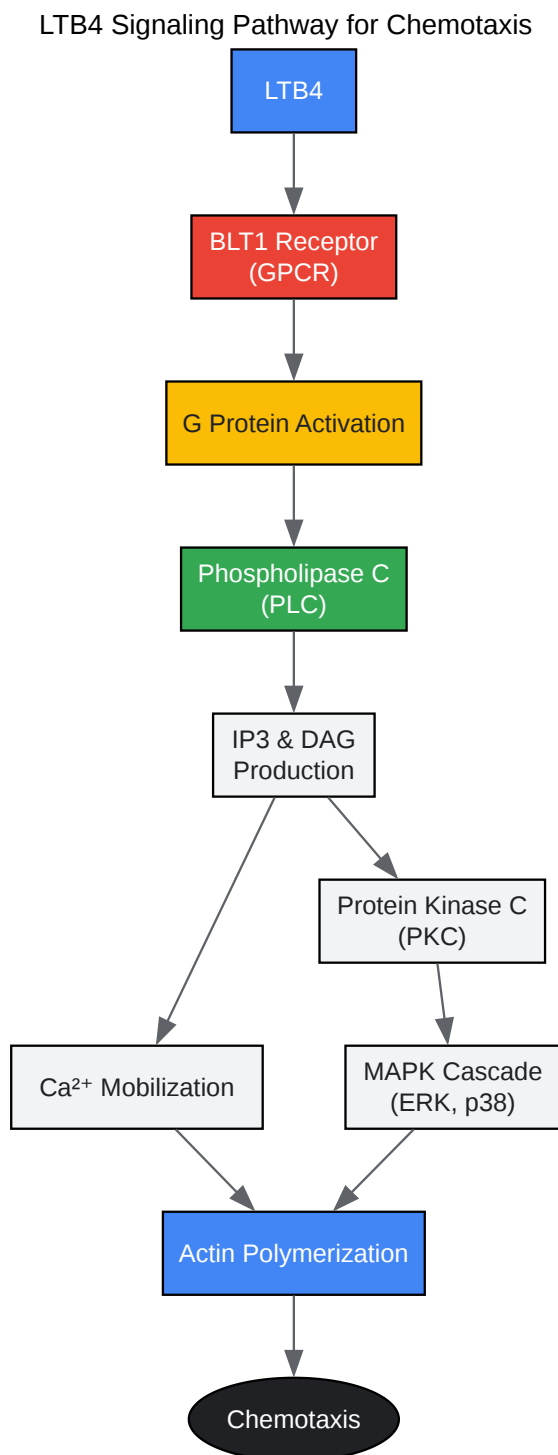 LTB4 Signaling Pathway for Chemotaxis
LTB4
BLT1 Receptor
(GPCR)
G Protein Activation
Phospholipase C
(PLC)
IP3 & DAG
Production
Protein Kinase C
(PKC)
Ca²⁺ Mobilization
MAPK Cascade
(ERK, p38)
Actin Polymerization
Chemotaxis